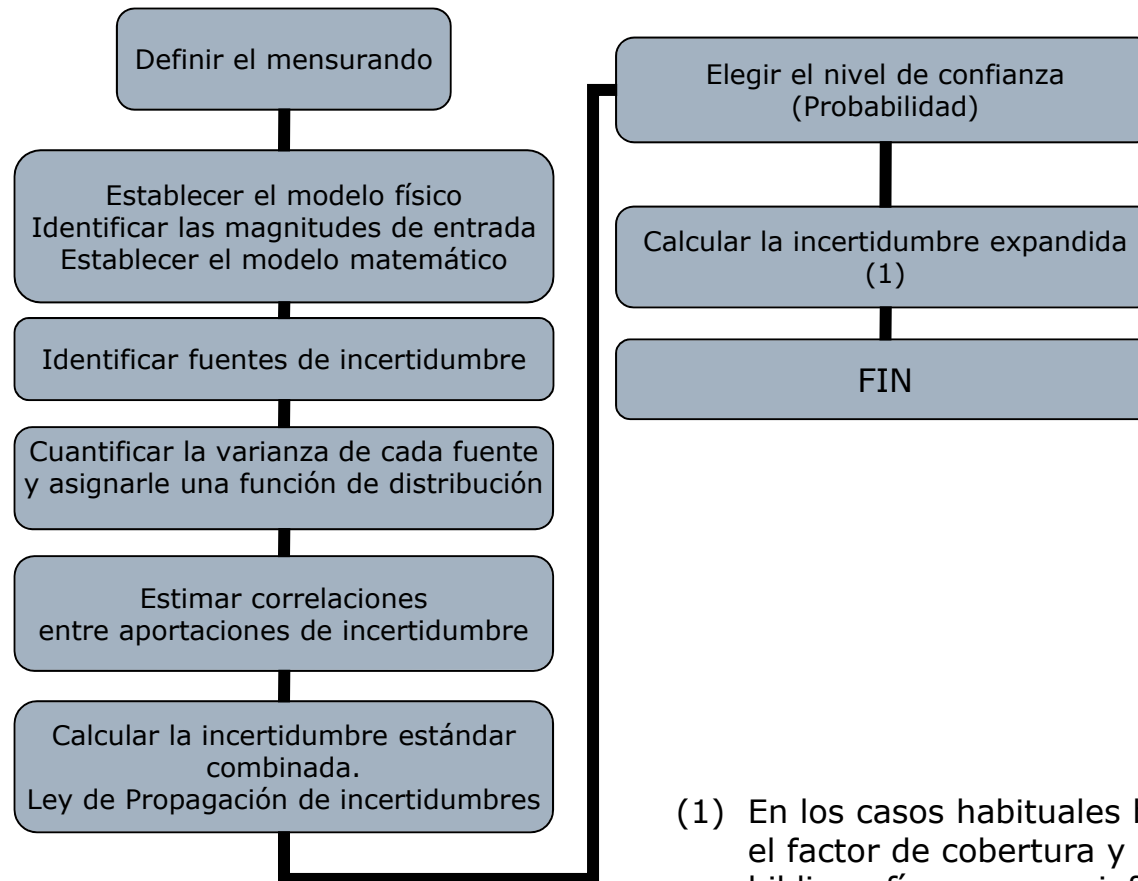 Definir el mensurando
Establecer el modelo físico
Identificar las magnitudes de entrada
Establecer el modelo matemático
Identificar fuentes de incertidumbre
Cuantificar la varianza de cada fuente
y asignarle una función de distribución
Estimar correlaciones
entre aportaciones de incertidumbre
Calcular la incertidumbre estándar
combinada.
Ley de Propagación de incertidumbres
Elegir el nivel de confianza
(Probabilidad)
Calcular la incertidumbre expandida
(1)
FIN
(1) En los casos habituales
el factor de cobertura y